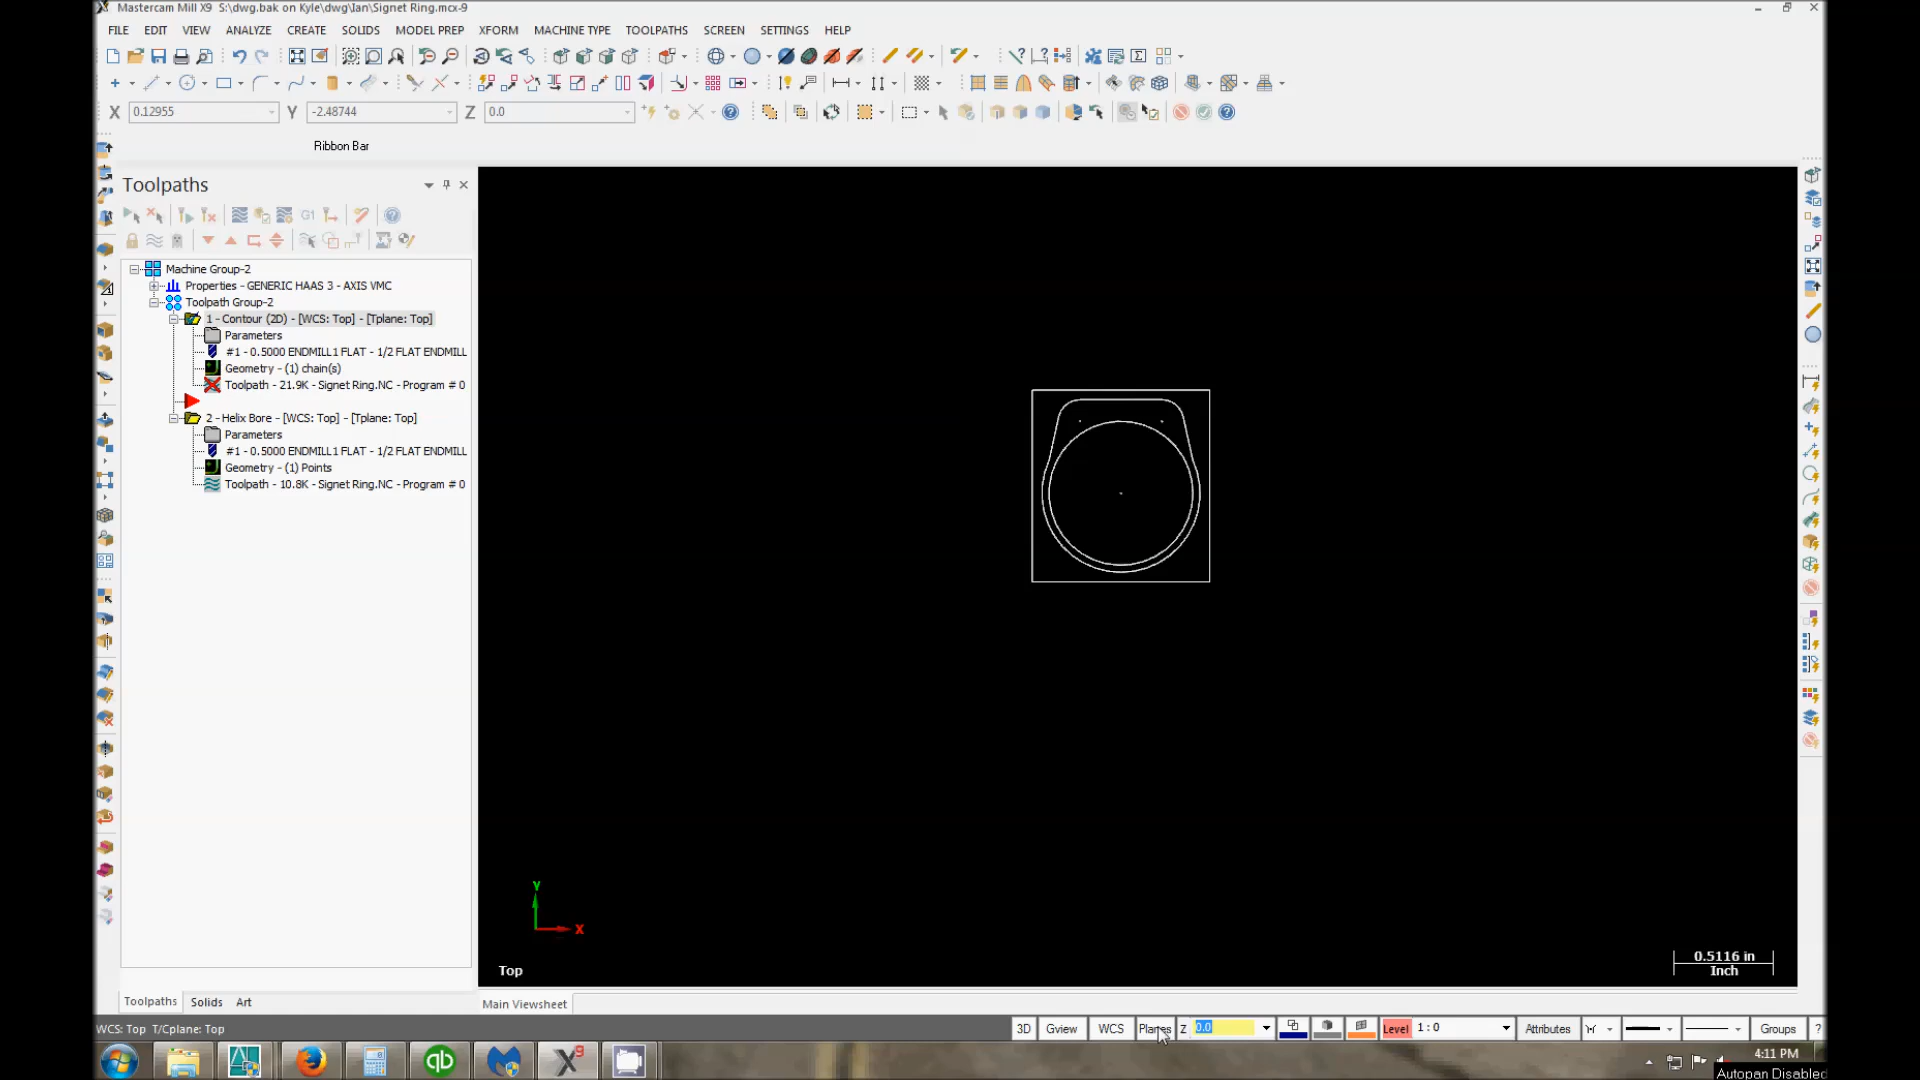 Mastercam Mill X9  S:\dwg.bak on Kyle\dwg\Ian\Signet Ring.mcx-9
FILE EDIT VIEW ANALYZE CREATE SOLIDS MODEL PREP XFORM MACHINE TYPE TOOLPATHS SCREEN SETTINGS HELP
X 0.12955 Y -2.48744 Z 0.0
Ribbon Bar
Toolpaths
G1
Machine Group-2
Properties - GENERIC HAAS 3 - AXIS VMC
Toolpath Group-2
1 - Contour (2D) - [WCS: Top] - [Tplane: Top]
Parameters
#1 - 0.5000 ENDMILL1 FLAT - 1/2 FLAT ENDMILL
Geometry - (1) chain(s)
Toolpath - 21.9K - Signet Ring.NC - Program # 0
2 - Helix Bore - [WCS: Top] - [Tplane: Top]
Parameters
#1 - 0.5000 ENDMILL1 FLAT - 1/2 FLAT ENDMILL
Geometry - (1) Points
Toolpath - 10.8K - Signet Ring.NC - Program # 0
Y
X
Top
0.5116 in
Inch
Toolpaths Solids Art
Main Viewsheet
WCS: Top  T/Cplane: Top
3D Gview WCS Planes Z 0.0 Level 1 : 0 Attributes Groups ?
qb
X9
4:11 PM
Autopan Disabled